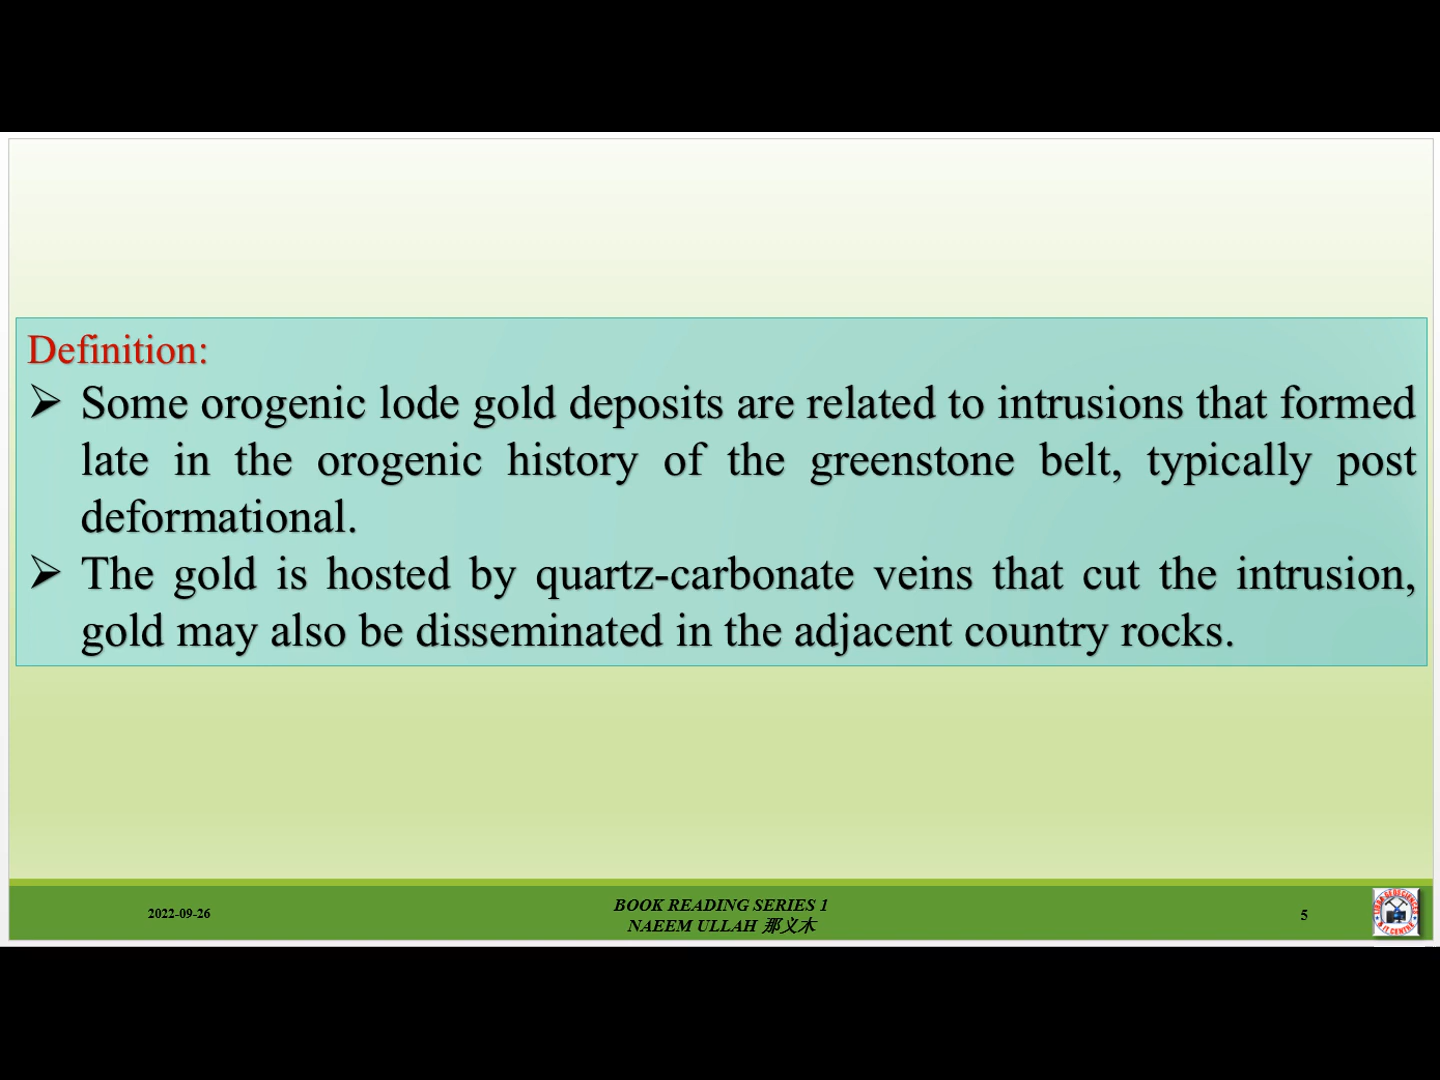 Definition:
➢ Some orogenic lode gold deposits are related to intrusions that formed
late in the orogenic history of the greenstone belt, typically post
deformational.
➢ The gold is hosted by quartz-carbonate veins that cut the intrusion,
gold may also be disseminated in the adjacent country rocks.
2022-09-26
BOOK READING SERIES 1
NAEEM ULLAH 那义木
5